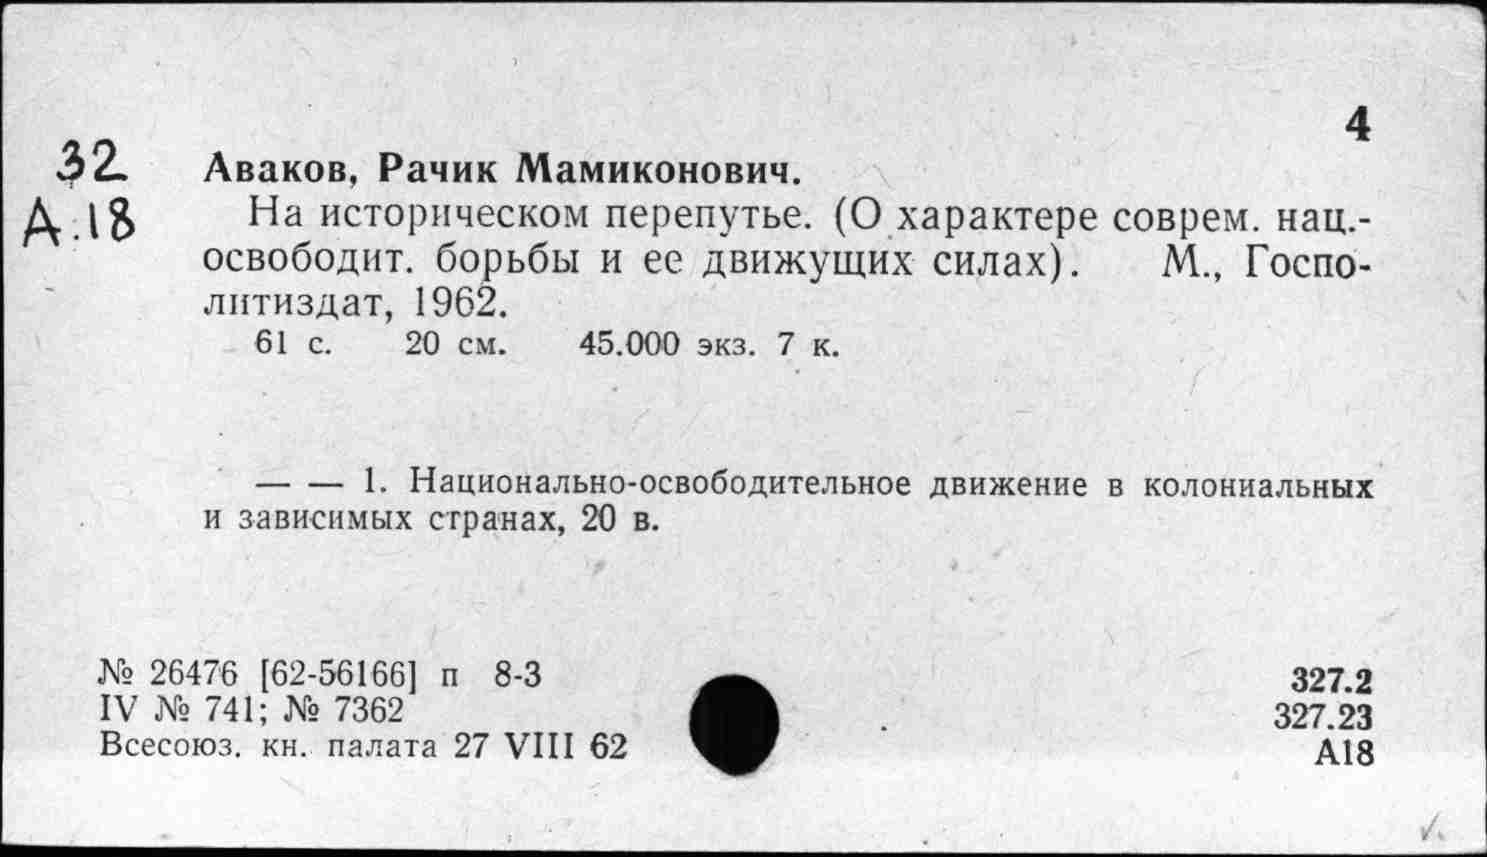 4
32
А.18
Аваков, Рачик Мамиконович.
На историческом перепутье. (О характере соврем. нац.-
освободит. борьбы и ее движущих силах). М., Госпо-
литиздат, 1962.
61 с. 20 см. 45.000 экз. 7 к.
— — 1. Национально-освободительное движение в колониальных
и зависимых странах, 20 в.
№ 26476 [62-56166] п 8-3
IV № 741; № 7362
Всесоюз. кн. палата 27 VIII 62
327.2
327.23
А18